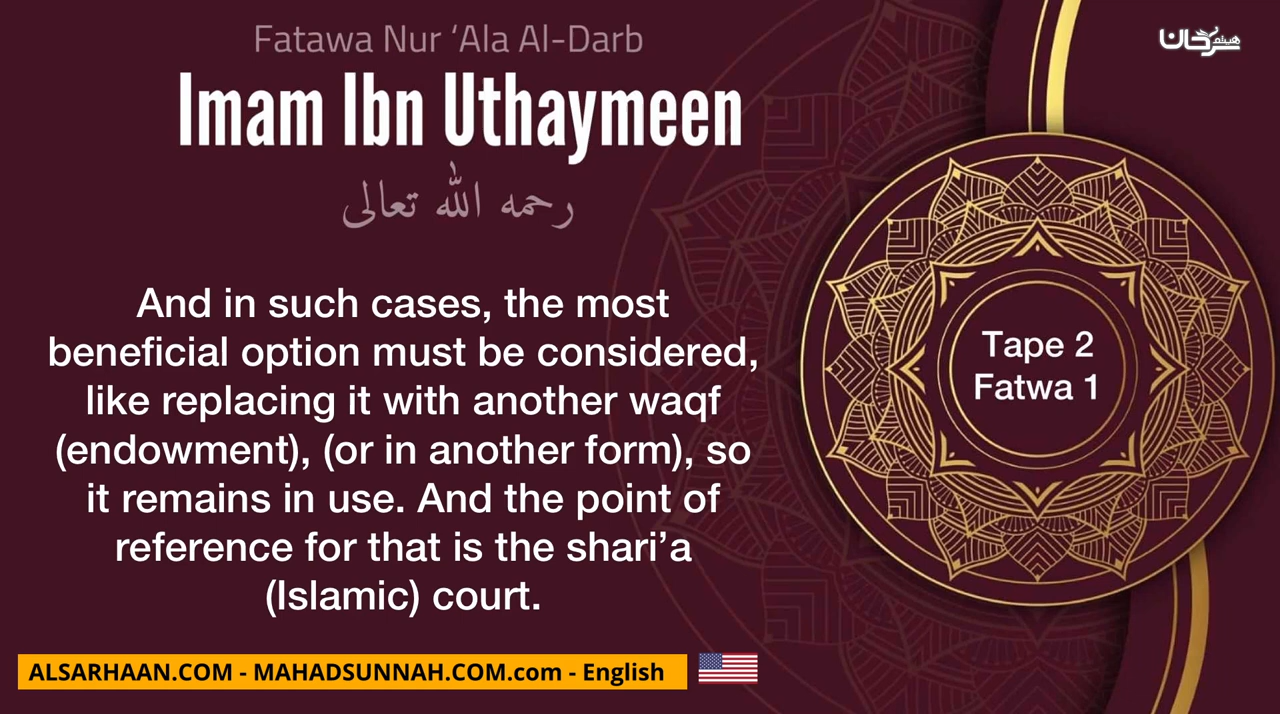 Fatawa Nur ‘Ala Al-Darb
هيثم سرحان
Imam Ibn Uthaymeen
رحمه الله تعالى
And in such cases, the most
beneficial option must be considered,
like replacing it with another waqf
(endowment), (or in another form), so
it remains in use. And the point of
reference for that is the shari’a
(Islamic) court.
Tape 2
Fatwa 1
ALSARHAAN.COM - MAHADSUNNAH.COM.com - English